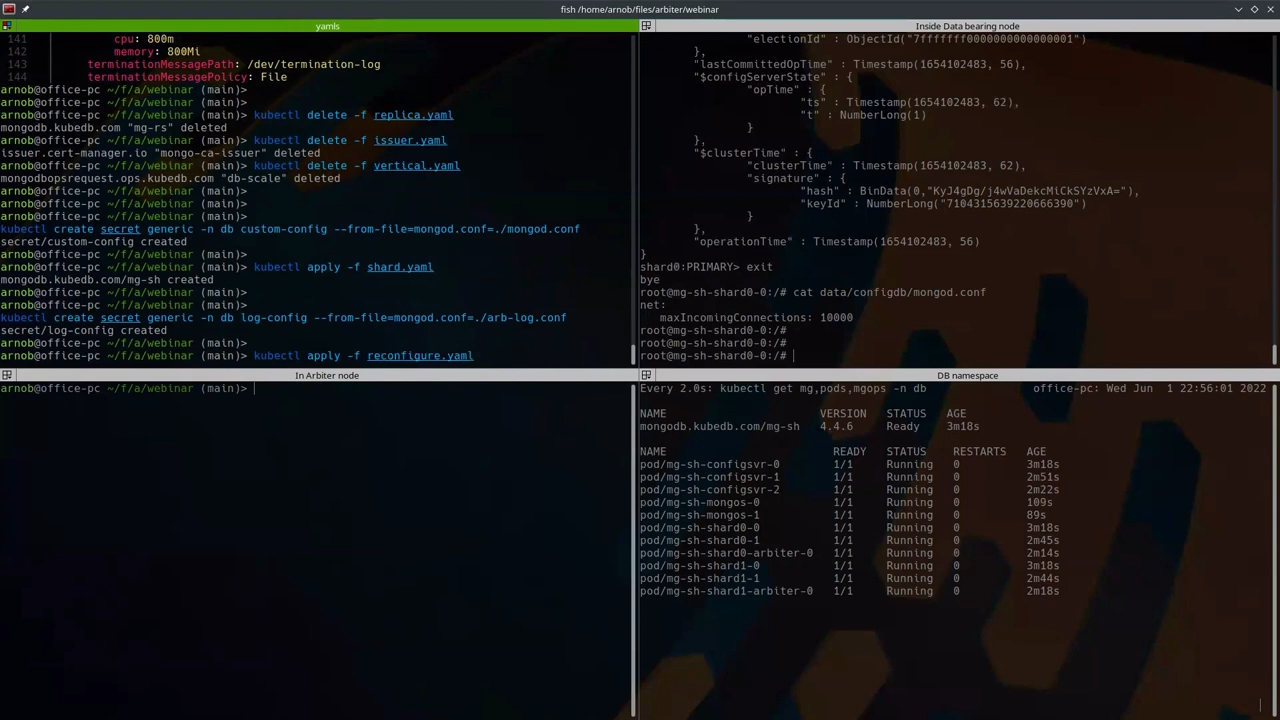 fish /home/arnob/files/arbiter/webinar
yamls
141            cpu: 800m
142            memory: 800Mi
143        terminationMessagePath: /dev/termination-log
144        terminationMessagePolicy: File
arnob@office-pc ~/f/a/webinar (main)>
arnob@office-pc ~/f/a/webinar (main)>
arnob@office-pc ~/f/a/webinar (main)> kubectl delete -f replica.yaml
mongodb.kubedb.com "mg-rs" deleted
arnob@office-pc ~/f/a/webinar (main)> kubectl delete -f issuer.yaml
issuer.cert-manager.io "mongo-ca-issuer" deleted
arnob@office-pc ~/f/a/webinar (main)> kubectl delete -f vertical.yaml
mongodbopsrequest.ops.kubedb.com "db-scale" deleted
arnob@office-pc ~/f/a/webinar (main)>
arnob@office-pc ~/f/a/webinar (main)>
arnob@office-pc ~/f/a/webinar (main)>
kubectl create secret generic -n db custom-config --from-file=mongod.conf=./mongod.conf
secret/custom-config created
arnob@office-pc ~/f/a/webinar (main)>
arnob@office-pc ~/f/a/webinar (main)> kubectl apply -f shard.yaml
mongodb.kubedb.com/mg-sh created
arnob@office-pc ~/f/a/webinar (main)>
arnob@office-pc ~/f/a/webinar (main)>
kubectl create secret generic -n db log-config --from-file=mongod.conf=./arb-log.conf
secret/log-config created
arnob@office-pc ~/f/a/webinar (main)>
arnob@office-pc ~/f/a/webinar (main)> kubectl apply -f reconfigure.yaml
Inside Data bearing node
"electionId" : ObjectId("7fffffff0000000000000001")
},
"lastCommittedOpTime" : Timestamp(1654102483, 56),
"$configServerState" : {
"opTime" : {
"ts" : Timestamp(1654102483, 62),
"t" : NumberLong(1)
}
},
"$clusterTime" : {
"clusterTime" : Timestamp(1654102483, 62),
"signature" : {
"hash" : BinData(0,"KyJ4gDg/j4wVaDekcMiCkSYzVxA="),
"keyId" : NumberLong("7104315639220666390")
}
},
"operationTime" : Timestamp(1654102483, 56)
}
shard0:PRIMARY> exit
bye
root@mg-sh-shard0-0:/# cat data/configdb/mongod.conf
net:
maxIncomingConnections: 10000
root@mg-sh-shard0-0:/#
root@mg-sh-shard0-0:/#
root@mg-sh-shard0-0:/#
In Arbiter node
arnob@office-pc ~/f/a/webinar (main)>
DB namespace
Every 2.0s: kubectl get mg,pods,mgops -n db office-pc: Wed Jun 1 22:56:01 2022
NAME VERSION STATUS AGE
mongodb.kubedb.com/mg-sh 4.4.6 Ready 3m18s
NAME READY STATUS RESTARTS AGE
pod/mg-sh-configsvr-0 1/1 Running 0 3m18s
pod/mg-sh-configsvr-1 1/1 Running 0 2m51s
pod/mg-sh-configsvr-2 1/1 Running 0 2m22s
pod/mg-sh-mongos-0 1/1 Running 0 109s
pod/mg-sh-mongos-1 1/1 Running 0 89s
pod/mg-sh-shard0-0 1/1 Running 0 3m18s
pod/mg-sh-shard0-1 1/1 Running 0 2m45s
pod/mg-sh-shard0-arbiter-0 1/1 Running 0 2m14s
pod/mg-sh-shard1-0 1/1 Running 0 3m18s
pod/mg-sh-shard1-1 1/1 Running 0 2m44s
pod/mg-sh-shard1-arbiter-0 1/1 Running 0 2m18s